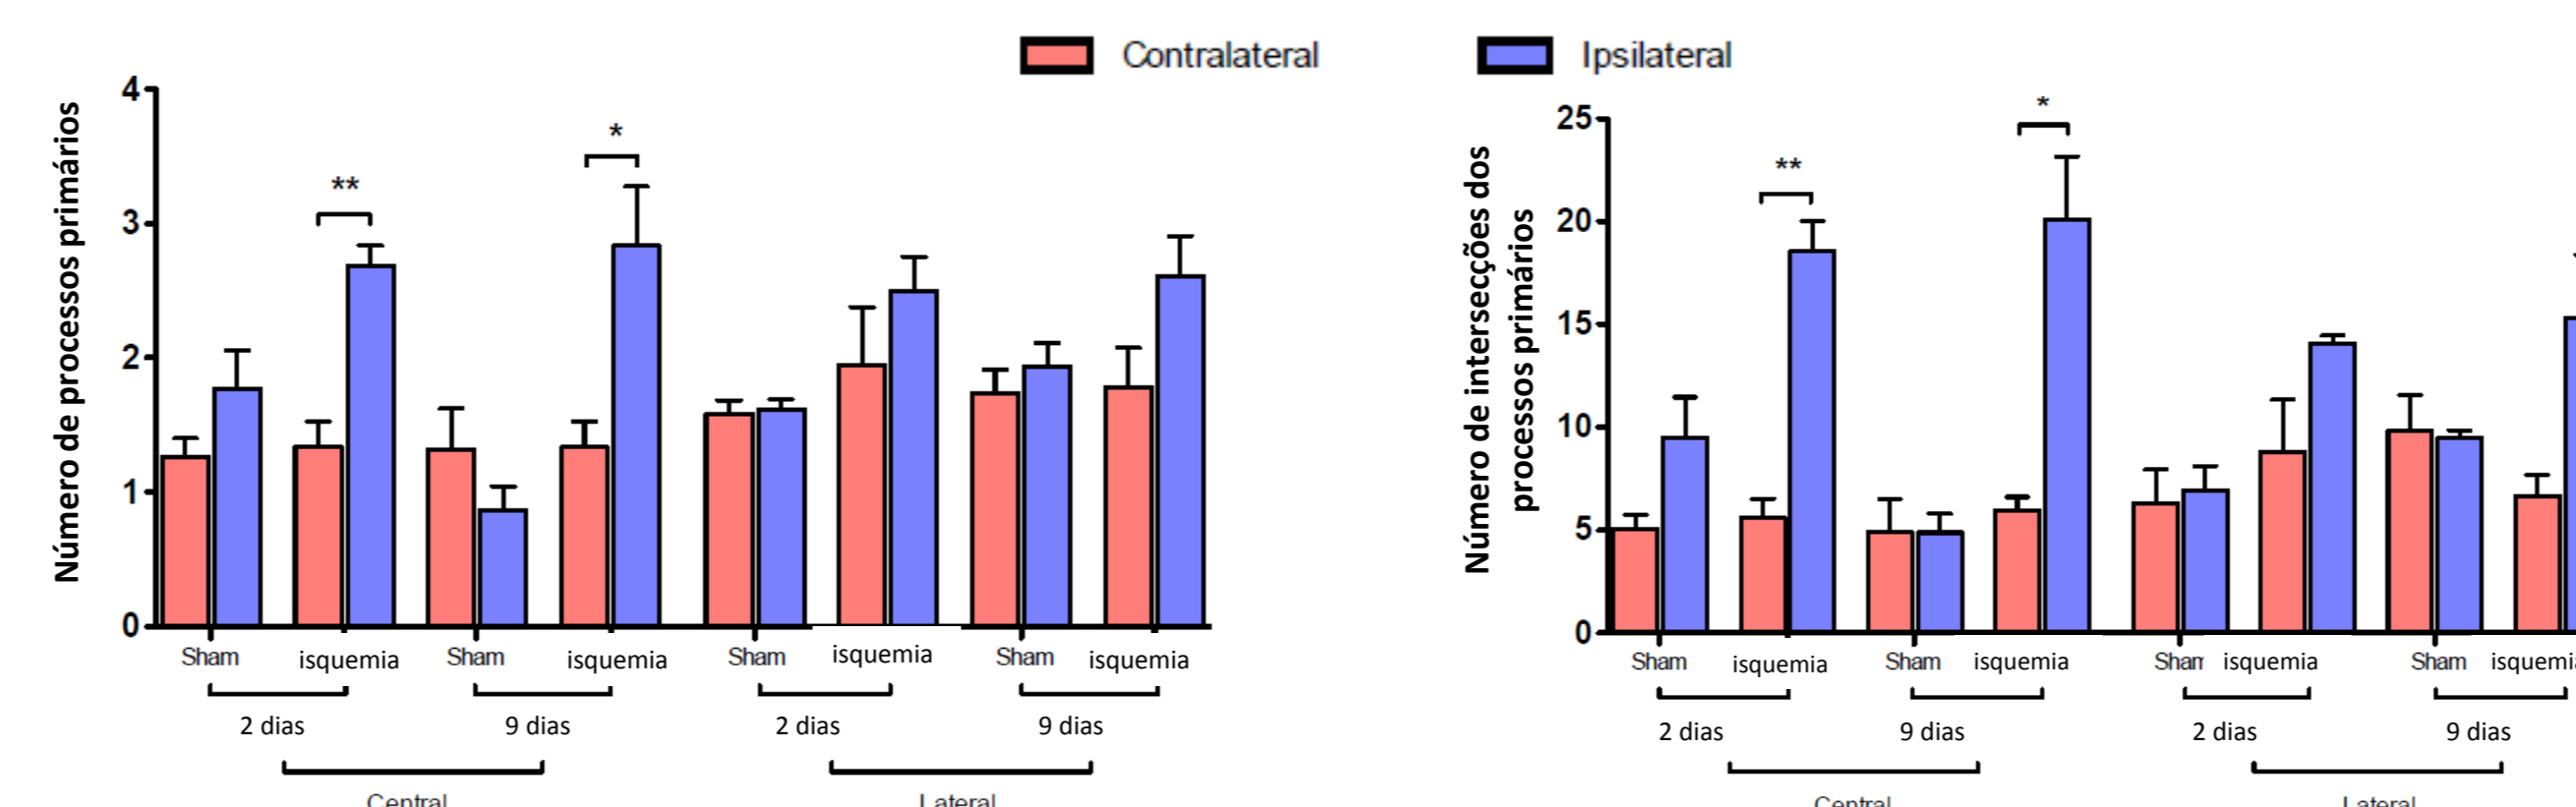 Contralateral
Ipsilateral
Número de processos primários
4
3
2
1
0
**
*
Sham
isquemia
Sham
isquemia
Sham
isquemia
Sham
isquemia
2 dias
9 dias
2 dias
9 dias
Central
Lateral
Número de intersecções dos
processos primários
25
20
15
10
5
0
**
*
Sham
isquemia
Sham
isquemia
Shar
isquemia
Sham
isquemi
2 dias
9 dias
2 dias
9 dias
Central
Lateral